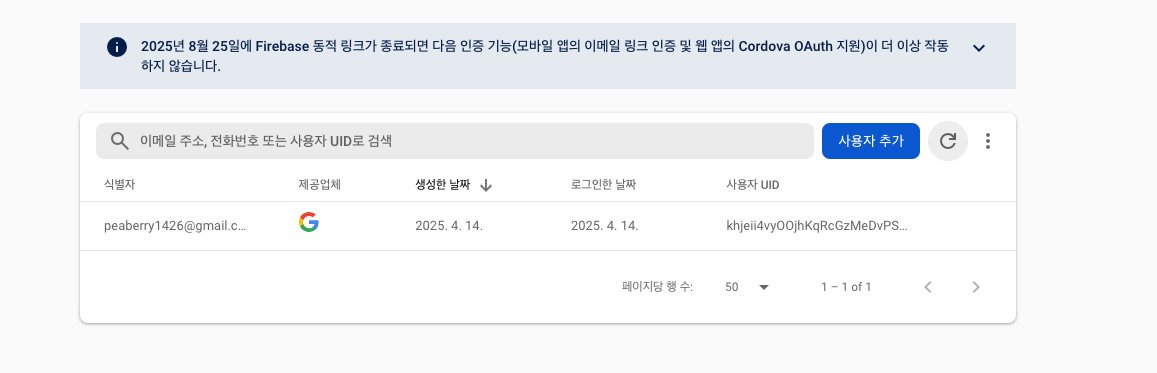 2025년 8월 25일에 Firebase 동적 링크가 종료되면 다음 인증 기능(모바일 앱의 이메일 링크 인증 및 웹 앱의 Cordova OAuth 지원)이 더 이상 작동
하지 않습니다.
이메일 주소, 전화번호 또는 사용자 UID로 검색
사용자 추가
식별자 제공업체 생성한 날짜 로그인한 날짜 사용자 UID
peaberry1426@gmail.c... 2025. 4. 14. 2025. 4. 14. khjeii4vyOOjhKqRcGzMeDvPS...
페이지당 행 수: 50 1 – 1 of 1